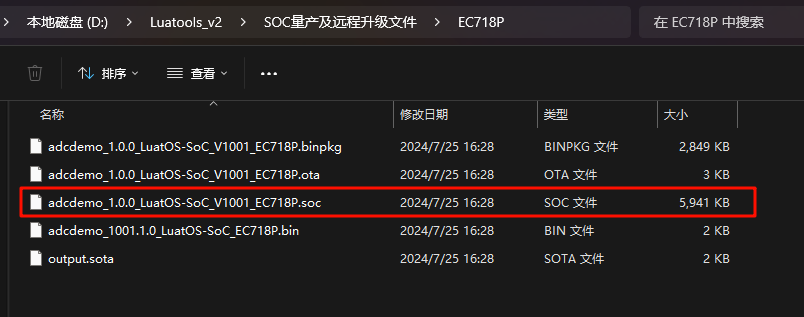 本地磁盘 (D:) > Luatools_v2 > SOC量产及远程升级文件 > EC718P 在 EC718P 中搜索
排序 查看 •••
名称 修改日期 类型 大小
adcdemo_1.0.0_LuatOS-SoC_V1001_EC718P.binpkg 2024/7/25 16:28 BINPKG 文件 2,849 KB
adcdemo_1.0.0_LuatOS-SoC_V1001_EC718P.ota 2024/7/25 16:28 OTA 文件 3 KB
adcdemo_1.0.0_LuatOS-SoC_V1001_EC718P.soc 2024/7/25 16:28 SOC 文件 5,941 KB
adcdemo_1001.1.0_LuatOS-SoC_EC718P.bin 2024/7/25 16:28 BIN 文件 2 KB
output.sota 2024/7/25 16:28 SOTA 文件 2 KB